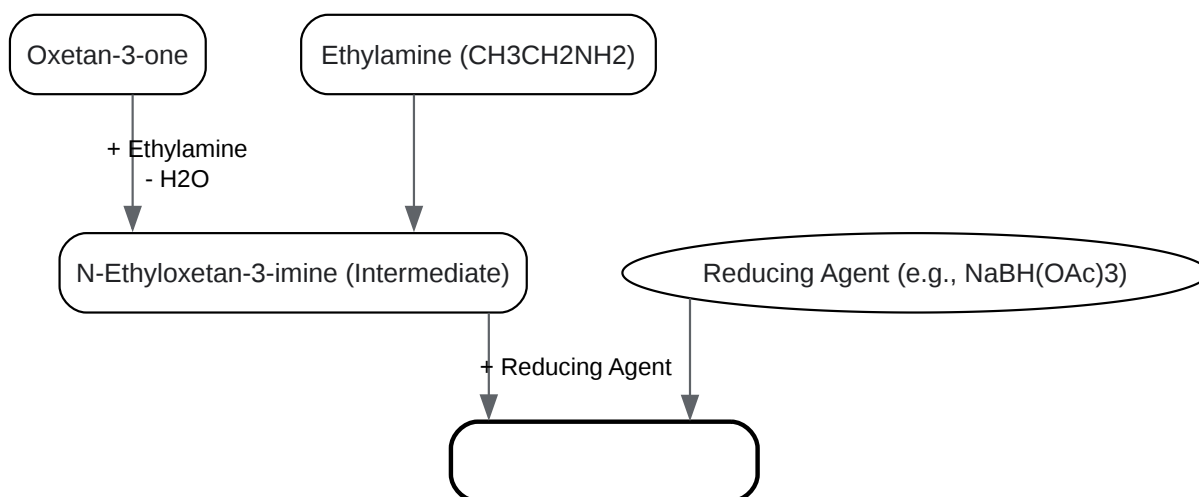 Oxetan-3-one
Ethylamine (CH3CH2NH2)
+ Ethylamine
- H2O
N-Ethyloxetan-3-imine (Intermediate)
Reducing Agent (e.g., NaBH(OAc)3)
+ Reducing Agent